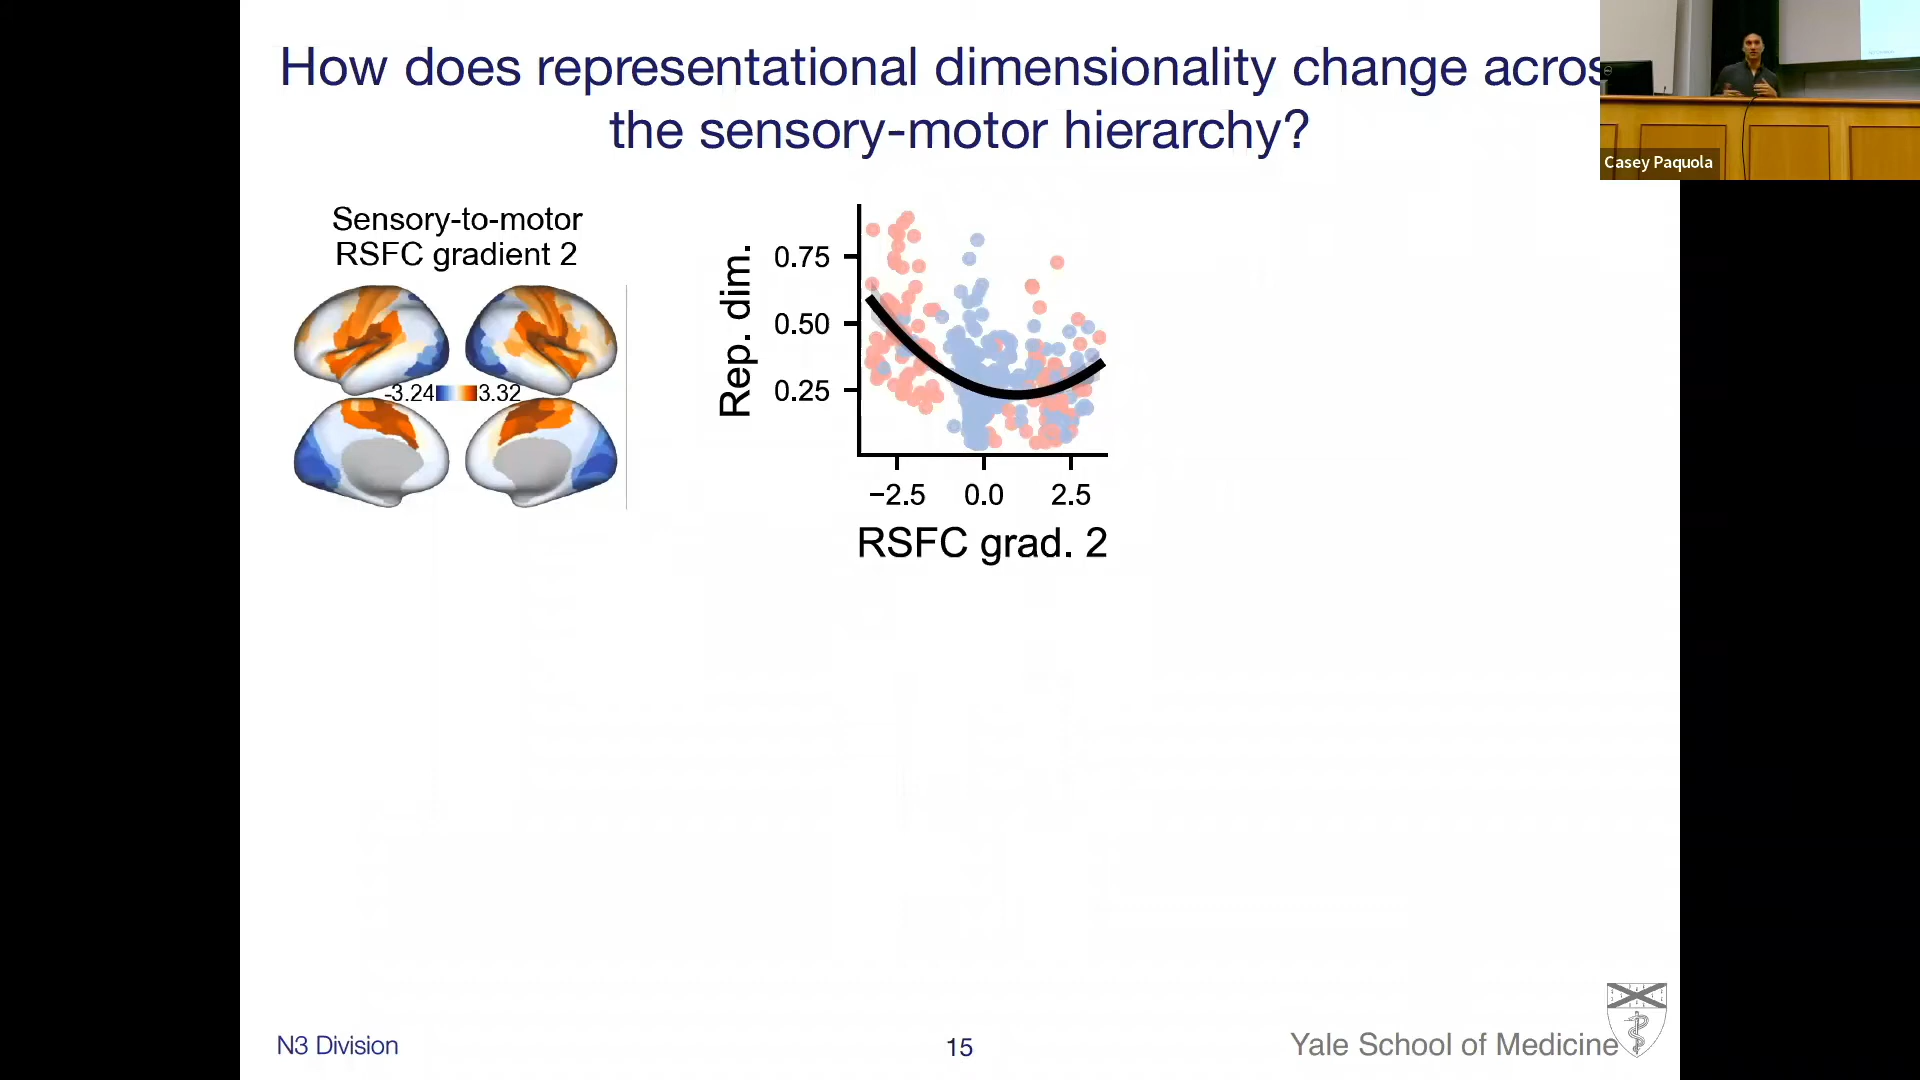 How does representational dimensionality change acros
the sensory-motor hierarchy?
Casey Paquola
Sensory-to-motor
RSFC gradient 2
-3.24
3.32
Rep. dim.
0.75
0.50
0.25
−2.5
0.0
2.5
RSFC grad. 2
N3 Division
15
Yale School of Medicine